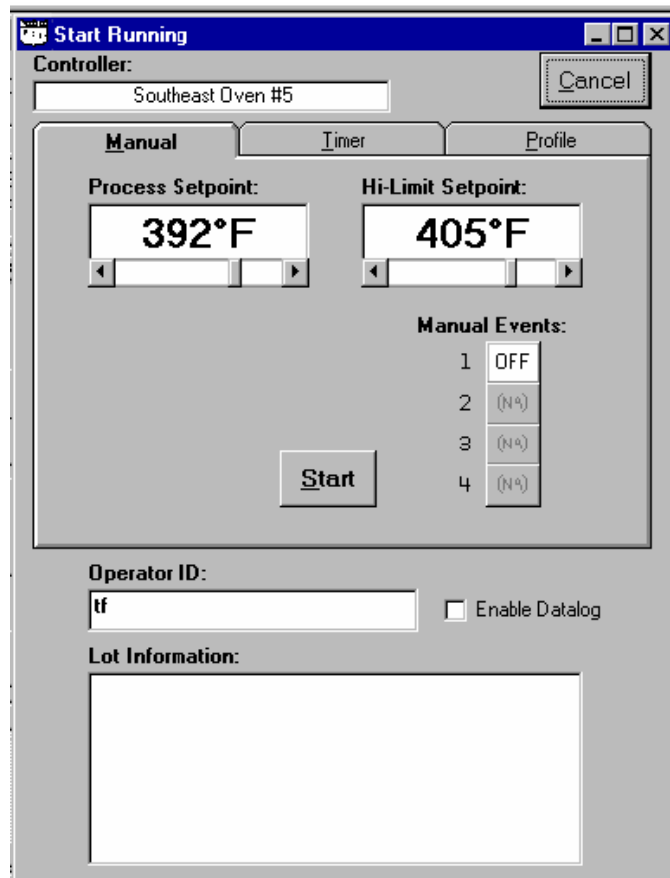 Start Running
Controller:
Cancel
Southeast Oven #5
Manual Timer Profile
Process Setpoint: Hi-Limit Setpoint:
392°F 405°F
Manual Events:
1 OFF
2 (NA)
3 (NA)
Start
4 (NA)
Operator ID:
tf
Enable Datalog
Lot Information: